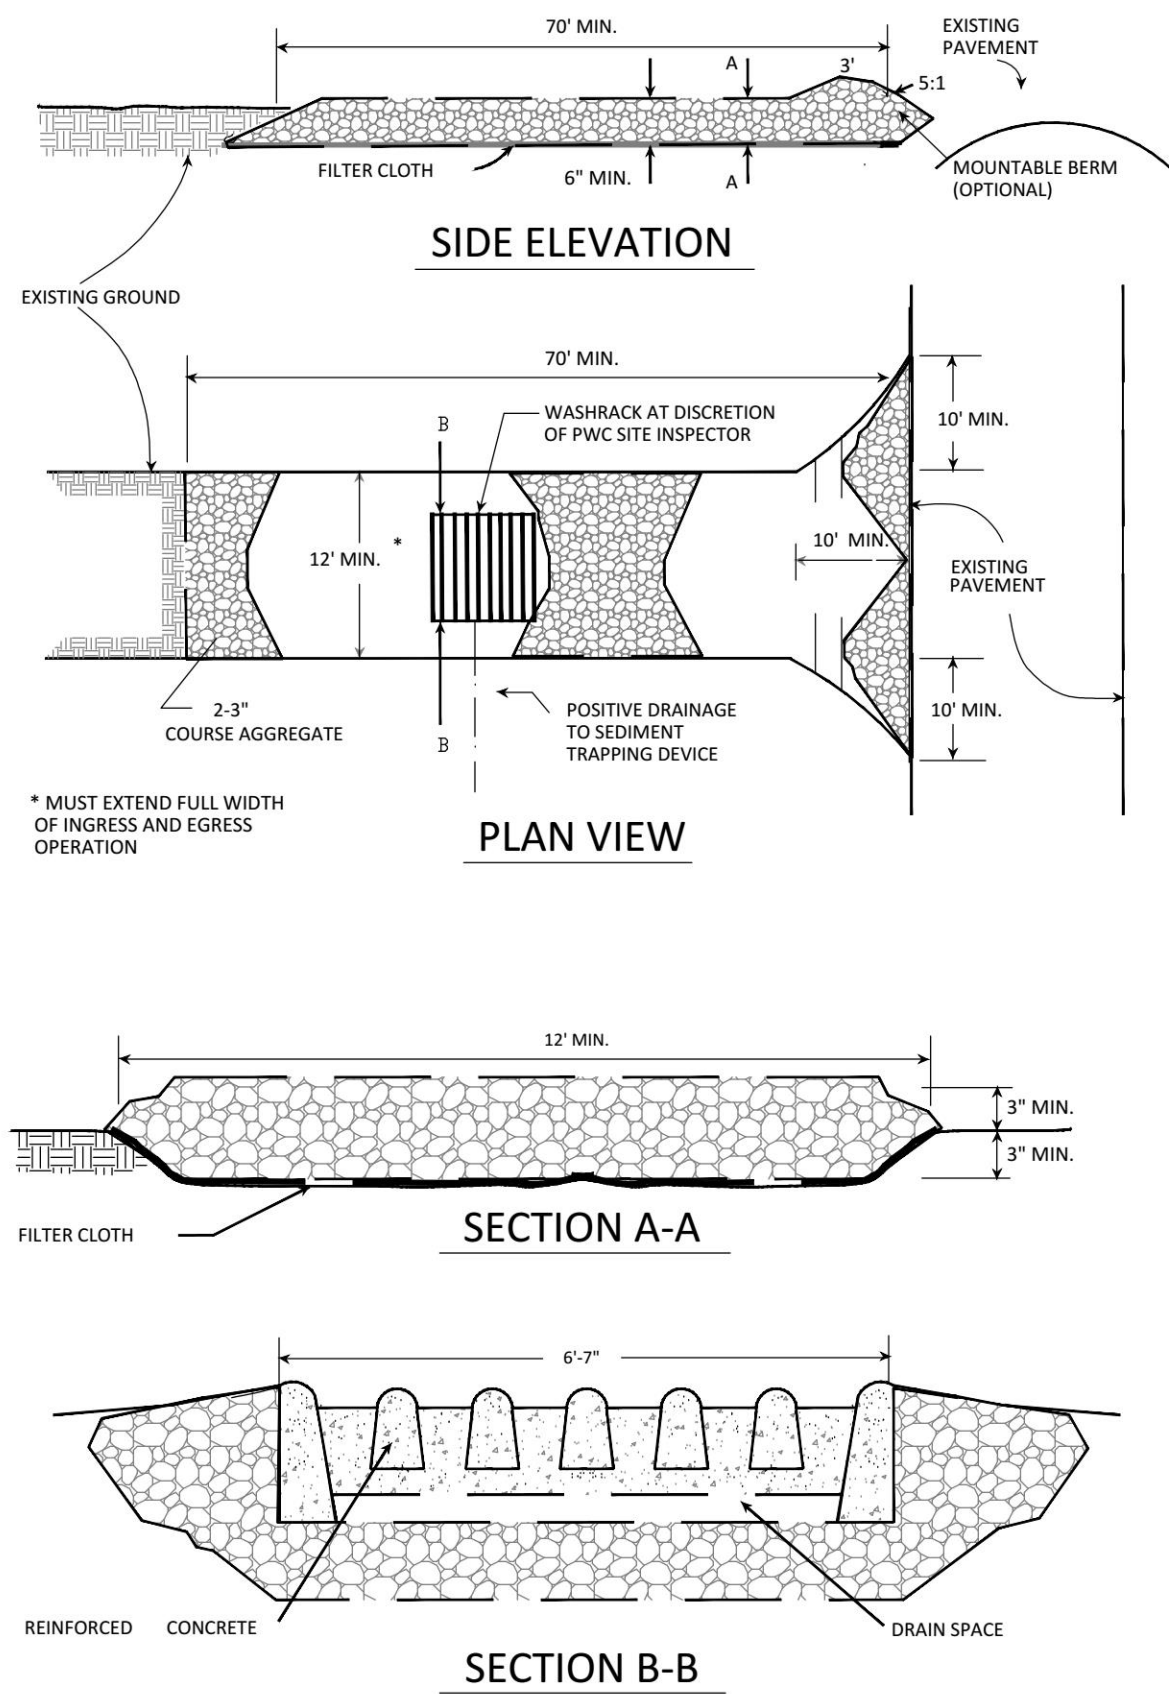 70' MIN.
EXISTING
PAVEMENT
A
3'
5:1
FILTER CLOTH
6" MIN.
A
MOUNTABLE BERM
(OPTIONAL)
SIDE ELEVATION
EXISTING GROUND
70' MIN.
B
WASHRACK AT DISCRETION
OF PWC SITE INSPECTOR
10' MIN.
12' MIN.
*
10' MIN.
EXISTING
PAVEMENT
2-3"
COURSE AGGREGATE
B
POSITIVE DRAINAGE
TO SEDIMENT
TRAPPING DEVICE
10' MIN.
* MUST EXTEND FULL WIDTH
OF INGRESS AND EGRESS
OPERATION
PLAN VIEW
12' MIN.
3" MIN.
3" MIN.
FILTER CLOTH
SECTION A-A
6'-7"
REINFORCED CONCRETE
DRAIN SPACE
SECTION B-B